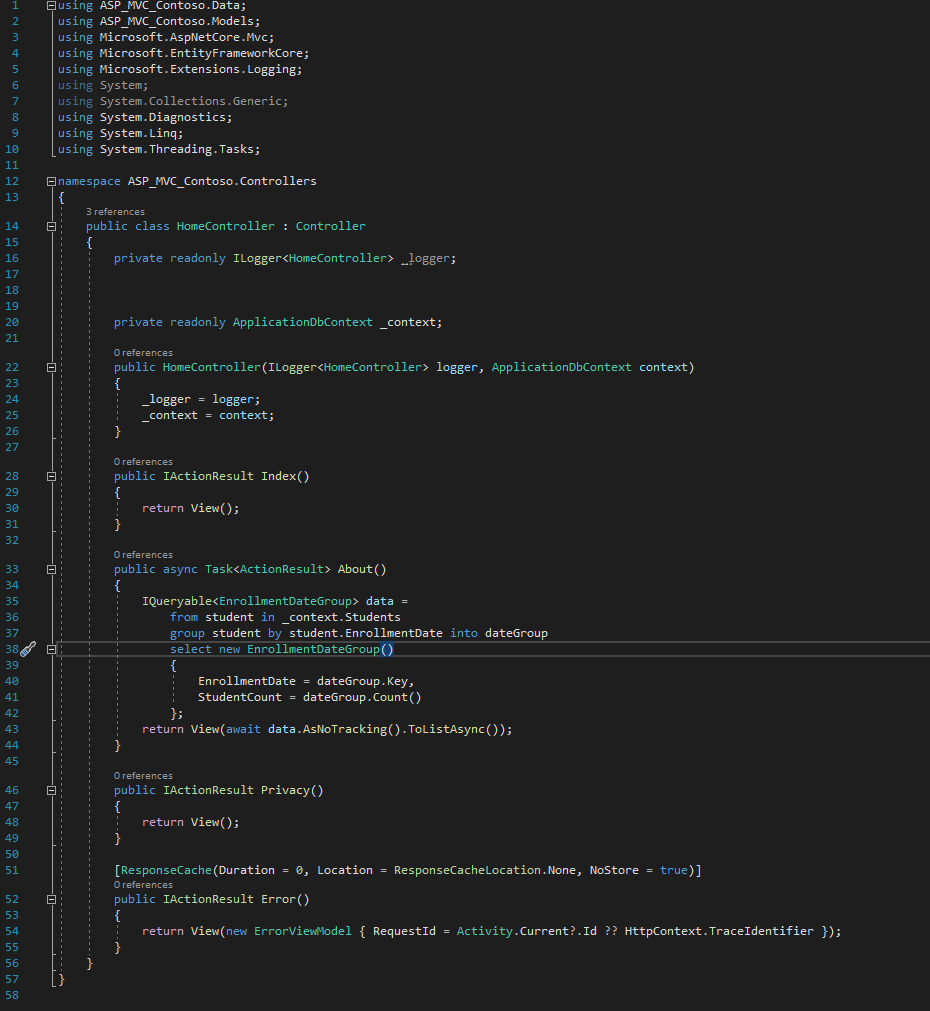 1 using ASP_MVC_Contoso.Data;
2 using ASP_MVC_Contoso.Models;
3 using Microsoft.AspNetCore.Mvc;
4 using Microsoft.EntityFrameworkCore;
5 using Microsoft.Extensions.Logging;
6 using System;
7 using System.Collections.Generic;
8 using System.Diagnostics;
9 using System.Linq;
10 using System.Threading.Tasks;
11
12 namespace ASP_MVC_Contoso.Controllers
13 {
3 references
14 public class HomeController : Controller
15 {
16 private readonly ILogger<HomeController> _logger;
17
18
19
20 private readonly ApplicationDbContext _context;
21
0 references
22 public HomeController(ILogger<HomeController> logger, ApplicationDbContext context)
23 {
24 _logger = logger;
25 _context = context;
26 }
27
0 references
28 public IActionResult Index()
29 {
30 return View();
31 }
32
0 references
33 public async Task<ActionResult> About()
34 {
35 IQueryable<EnrollmentDateGroup> data =
36 from student in _context.Students
37 group student by student.EnrollmentDate into dateGroup
38 select new EnrollmentDateGroup()
39 {
40 EnrollmentDate = dateGroup.Key,
41 StudentCount = dateGroup.Count()
42 };
43 return View(await data.AsNoTracking().ToListAsync());
44 }
45
0 references
46 public IActionResult Privacy()
47 {
48 return View();
49 }
50
51 [ResponseCache(Duration = 0, Location = ResponseCacheLocation.None, NoStore = true)]
0 references
52 public IActionResult Error()
53 {
54 return View(new ErrorViewModel { RequestId = Activity.Current?.Id ?? HttpContext.TraceIdentifier });
55 }
56 }
57 }
58